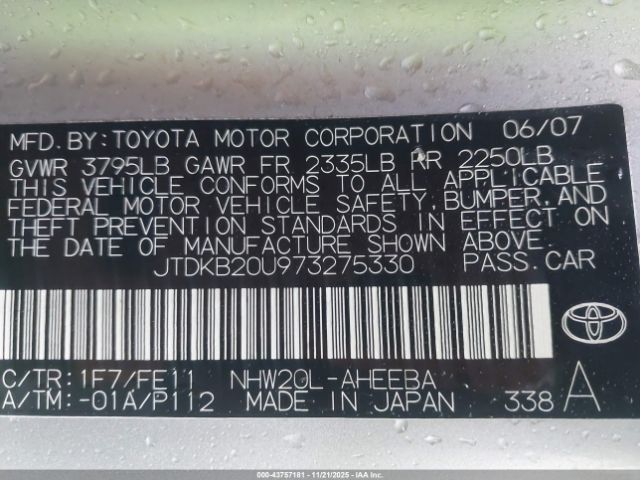 MFD. BY: TOYOTA MOTOR CORPORATION 06/07
GVWR 3795LB GAWR FR 2335LB RR 2250LB
THIS VEHICLE CONFORMS TO ALL APPLICABLE
FEDERAL MOTOR VEHICLE SAFETY, BUMPER, AND
THEFT PREVENTION STANDARDS IN EFFECT ON
THE DATE OF MANUFACTURE SHOWN ABOVE.
JTDKB20U973275330 PASS. CAR
C/TR: 1F7/FE11 NHW20L-AHEEBA
A/TM: -01A/P112 MADE IN JAPAN 338 A
000-43757181 - 11/21/2025 - IAAI.COM